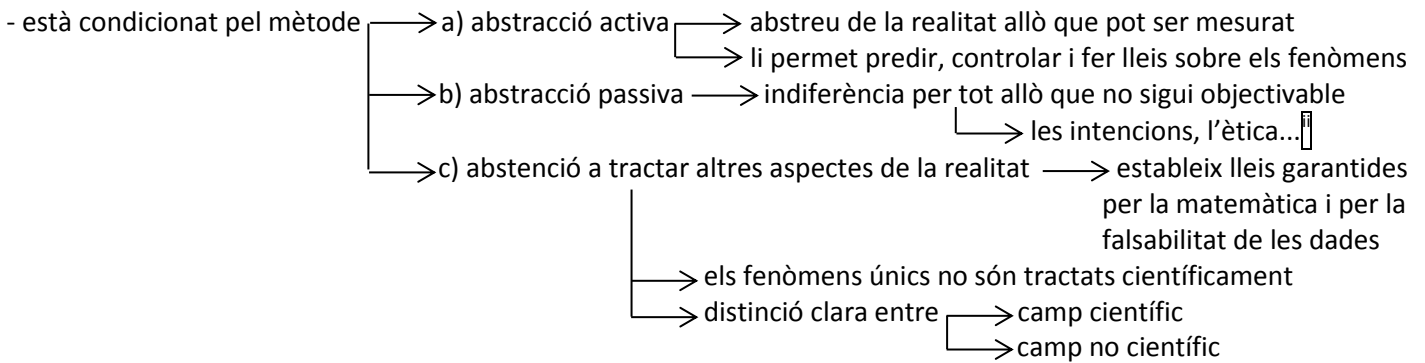 - està condicionat pel mètode a) abstracció activa abstreu de la realitat allò que pot ser mesurat
li permet predir, controlar i fer lleis sobre els fenòmens
b) abstracció passiva indiferència per tot allò que no sigui objectivable
les intencions, l’ètica...ii
c) abstenció a tractar altres aspectes de la realitat estableix lleis garantides
per la matemàtica i per la
falsabilitat de les dades
els fenòmens únics no són tractats científicament
distinció clara entre camp científic
camp no científic